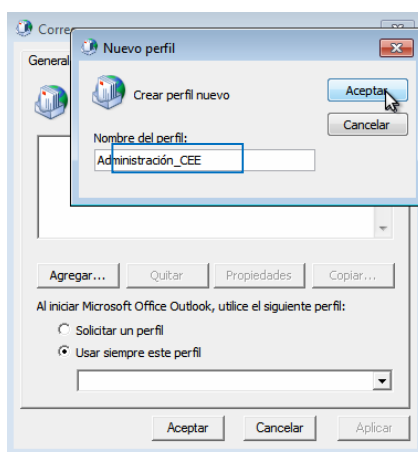 Correo
Nuevo perfil
General
Crear perfil nuevo
Aceptar
Cancelar
Nombre del perfil:
Administración_CEE
Agregar...
Quitar
Propiedades
Copiar...
Al iniciar Microsoft Office Outlook, utilice el siguiente perfil:
Solicitar un perfil
Usar siempre este perfil
Aceptar
Cancelar
Aplicar